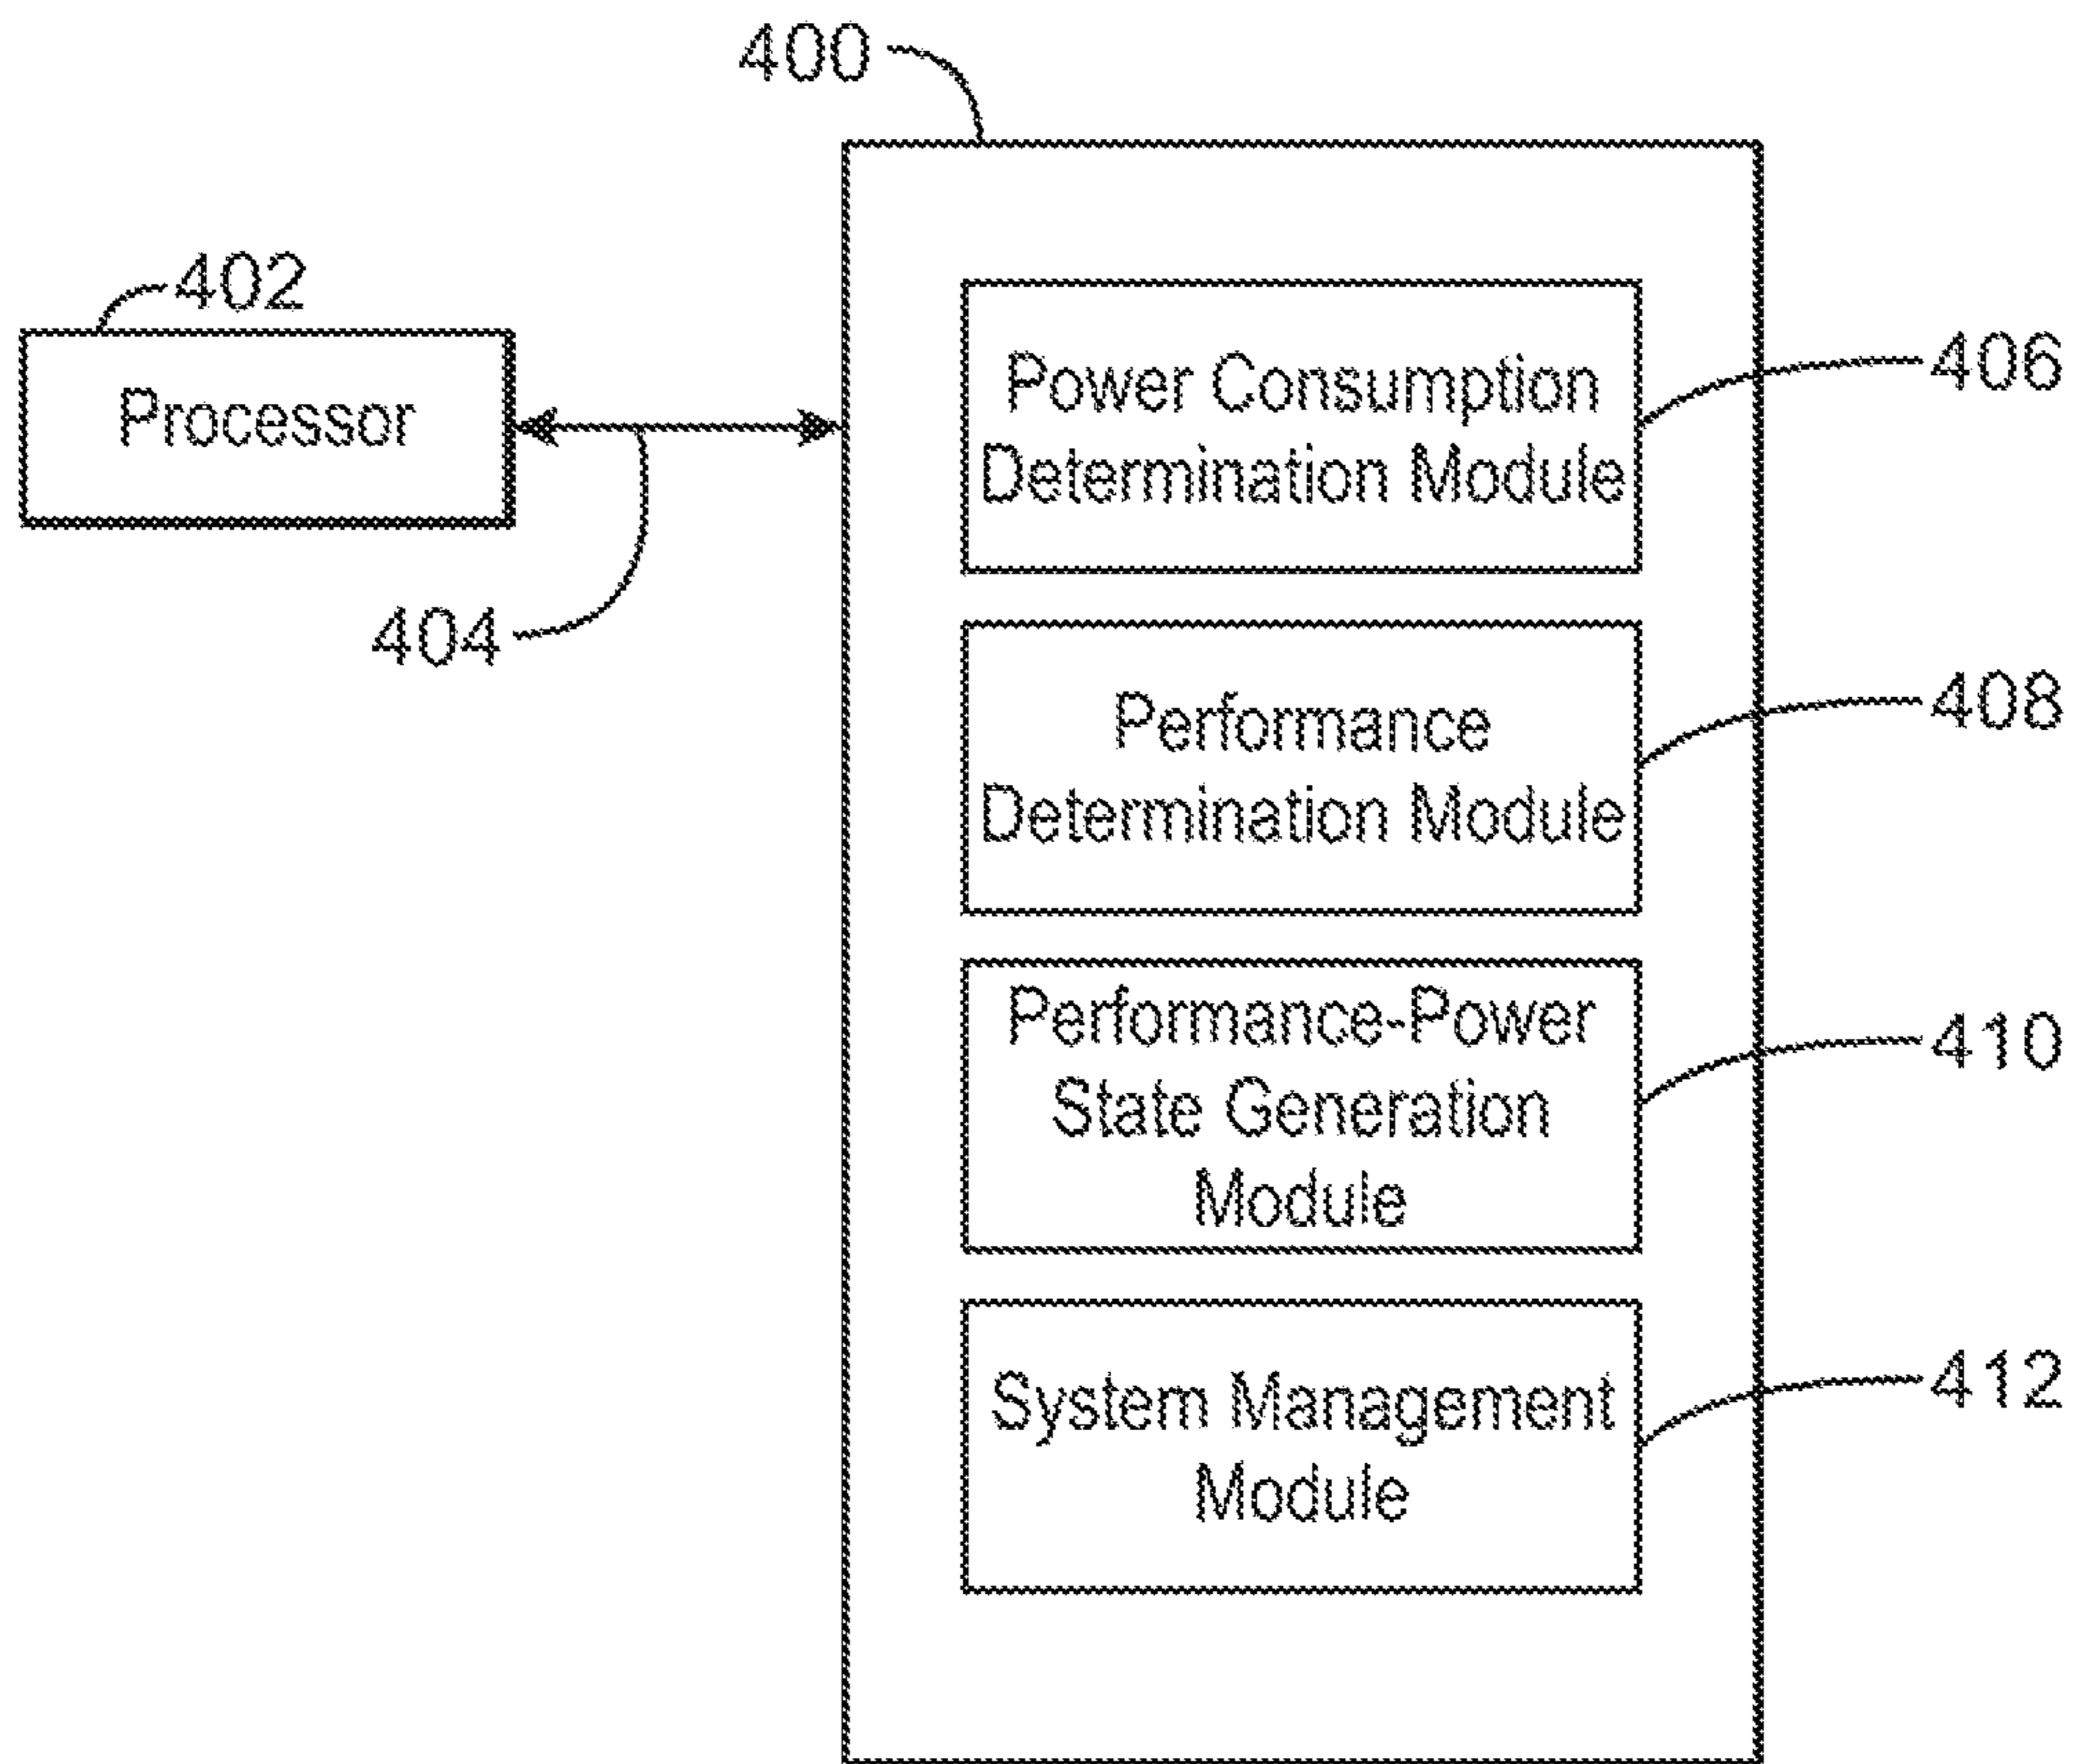 400
402
Processor
404
Power Consumption
Determination Module
406
Performance
Determination Module
408
Performance-Power
State Generation
Module
410
System Management
Module
412